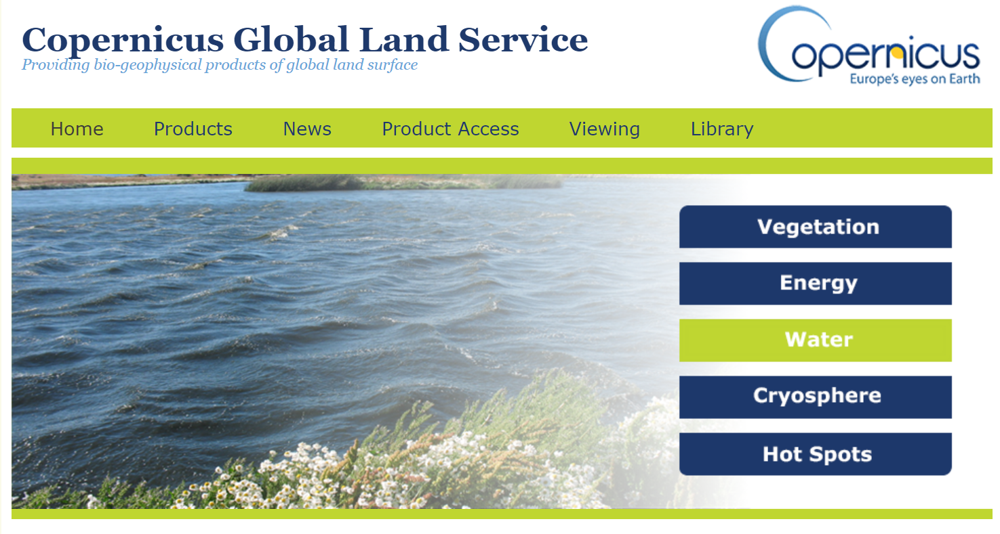 Copernicus Global Land Service
Providing bio-geophysical products of global land surface
Copernicus
Europe's eyes on Earth
Home Products News Product Access Viewing Library
Vegetation
Energy
Water
Cryosphere
Hot Spots